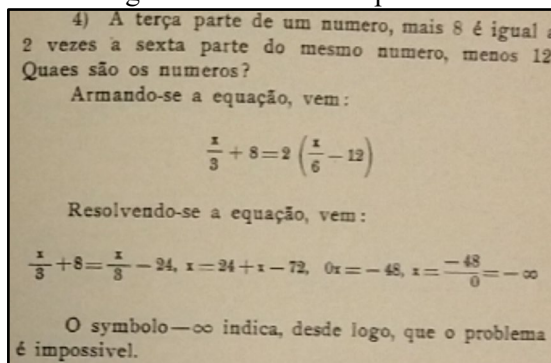 4) A terça parte de um numero, mais 8 é igual a
2 vezes a sexta parte do mesmo numero, menos 12
Quaes são os numeros?
Armando-se a equação, vem:
x/3 + 8 = 2 (x/6 — 12)
Resolvendo-se a equação, vem:
x/3 + 8 = x/3 — 24, x = 24 + x — 72, 0x = — 48, x = —48/0 = — ∞
O symbolo — ∞ indica, desde logo, que o problema
é impossivel.